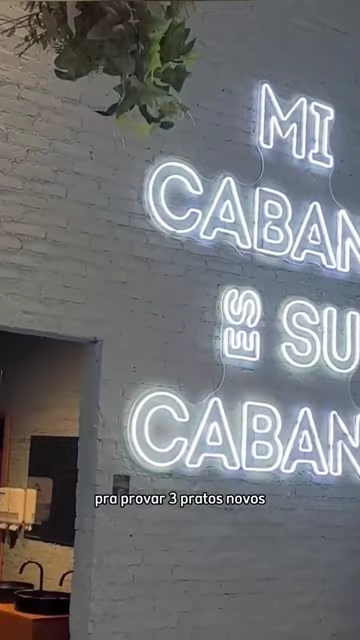 MI
CABAN
ES SU
CABAN
pra provar 3 pratos novos